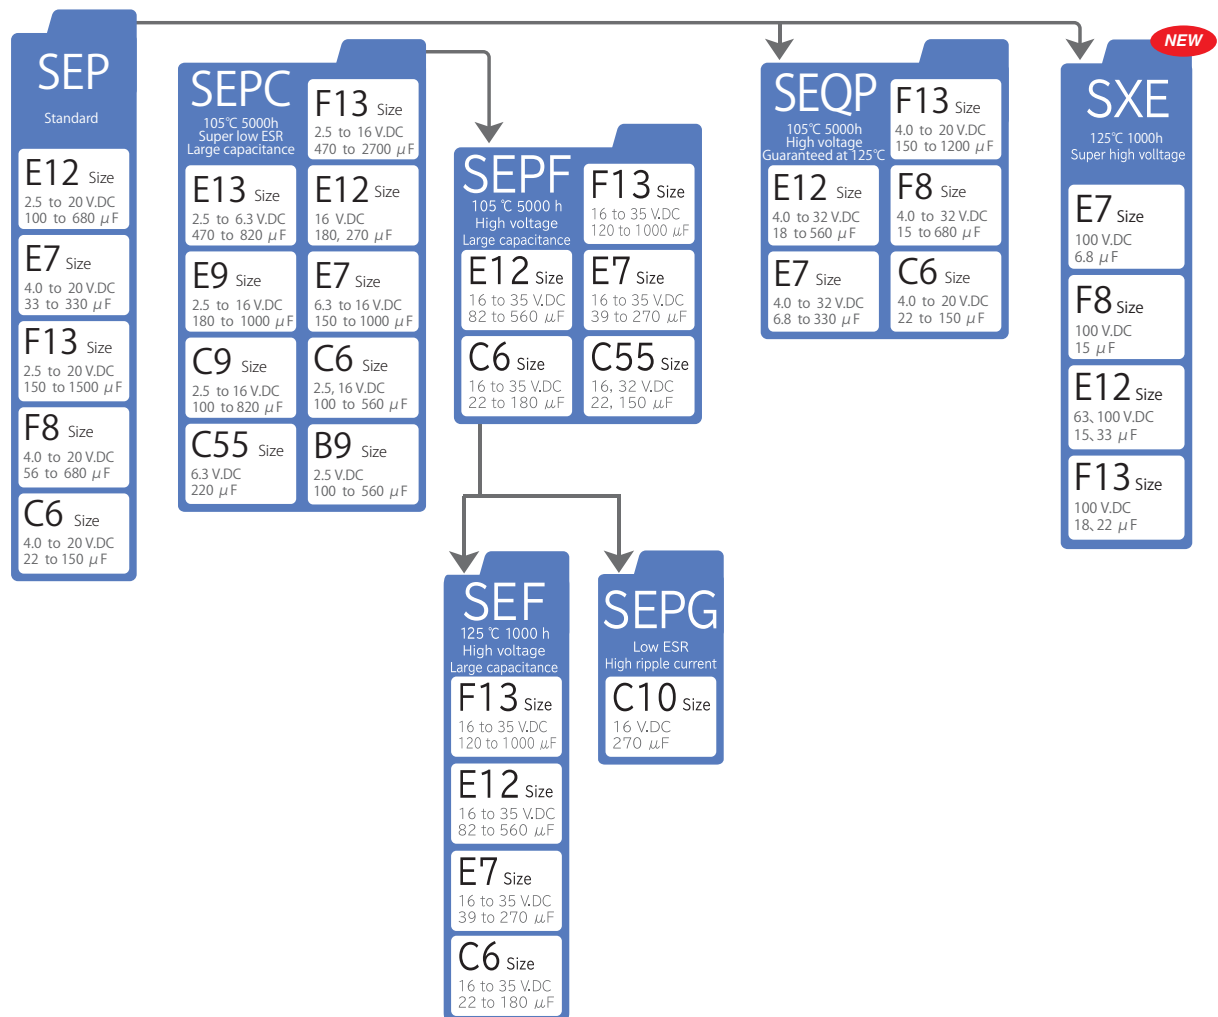 SEP
Standard
E12 Size
2.5 to 20 V.DC
100 to 680 μF
E7 Size
4.0 to 20 V.DC
33 to 330 μF
F13 Size
2.5 to 20 V.DC
150 to 1500 μF
F8 Size
4.0 to 20 V.DC
56 to 680 μF
C6 Size
4.0 to 20 V.DC
22 to 150 μF
SEPC
105℃ 5000h
Super low ESR
Large capacitance
F13 Size
2.5 to 16 V.DC
470 to 2700 μF
E13 Size
2.5 to 6.3 V.DC
470 to 820 μF
E12 Size
16 V.DC
180, 270 μF
E9 Size
2.5 to 16 V.DC
180 to 1000 μF
E7 Size
6.3 to 16 V.DC
150 to 1000 μF
C9 Size
2.5 to 16 V.DC
100 to 820 μF
C6 Size
2.5, 16 V.DC
100 to 560 μF
C55 Size
6.3 V.DC
220 μF
B9 Size
2.5 V.DC
100 to 560 μF
SEPF
105 ℃ 5000 h
High voltage
Large capacitance
F13 Size
16 to 35 V.DC
120 to 1000 μF
E12 Size
16 to 35 V.DC
82 to 560 μF
E7 Size
16 to 35 V.DC
39 to 270 μF
C6 Size
16 to 35 V.DC
22 to 180 μF
C55 Size
16, 32 V.DC
22, 150 μF
SEF
125 ℃ 1000 h
High voltage
Large capacitance
F13 Size
16 to 35 V.DC
120 to 1000 μF
E12 Size
16 to 35 V.DC
82 to 560 μF
E7 Size
16 to 35 V.DC
39 to 270 μF
C6 Size
16 to 35 V.DC
22 to 180 μF
SEPG
Low ESR
High ripple current
C10 Size
16 V.DC
270 μF
SEQP
105℃ 5000h
High voltage
Guaranteed at 125℃
F13 Size
4.0 to 20 V.DC
150 to 1200 μF
E12 Size
4.0 to 32 V.DC
18 to 560 μF
F8 Size
4.0 to 32 V.DC
15 to 680 μF
E7 Size
4.0 to 32 V.DC
6.8 to 330 μF
C6 Size
4.0 to 20 V.DC
22 to 150 μF
NEW
SXE
125℃ 1000h
Super high volltage
E7 Size
100 V.DC
6.8 μF
F8 Size
100 V.DC
15 μF
E12 Size
63、100 V.DC
15、33 μF
F13 Size
100 V.DC
18、22 μF